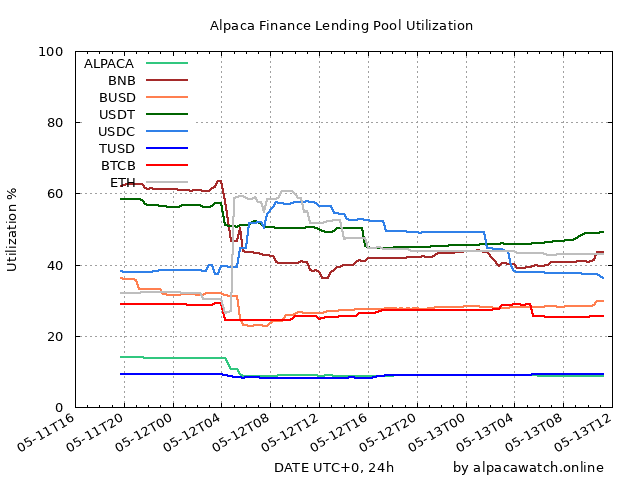 Alpaca Finance Lending Pool Utilization
100
80
60
40
20
0
Utilization %
ALPACA
BNB
BUSD
USDT
USDC
TUSD
BTCB
ETH
05-11T16
05-11T20
05-12T00
05-12T04
05-12T08
05-12T12
05-12T16
05-12T20
05-13T00
05-13T04
05-13T08
05-13T12
DATE UTC+0, 24h
by alpacawatch.online